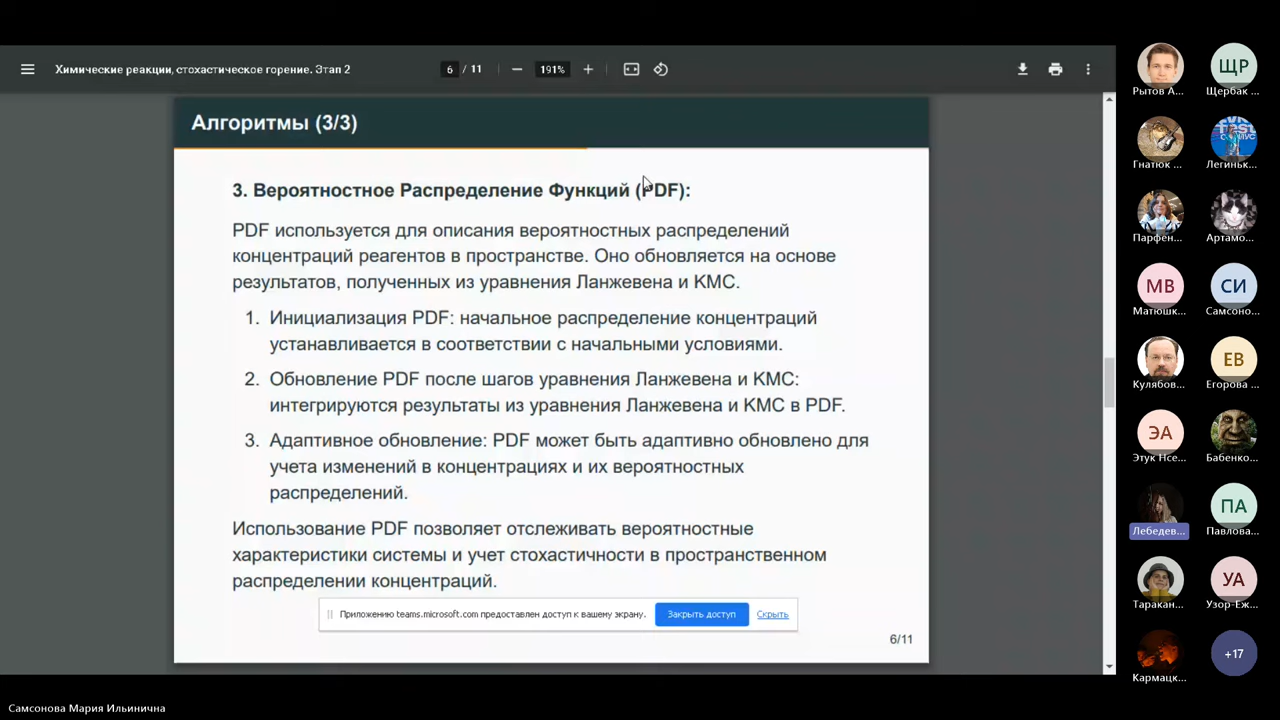 Химические реакции, стохастическое горение. Этап 2
6 / 11
191%
Алгоритмы (3/3)
3. Вероятностное Распределение Функций (PDF):
PDF используется для описания вероятностных распределений
концентраций реагентов в пространстве. Оно обновляется на основе
результатов, полученных из уравнения Ланжевена и КМС.
1. Инициализация PDF: начальное распределение концентраций
устанавливается в соответствии с начальными условиями.
2. Обновление PDF после шагов уравнения Ланжевена и КМС:
интегрируются результаты из уравнения Ланжевена и КМС в PDF.
3. Адаптивное обновление: PDF может быть адаптивно обновлено для
учета изменений в концентрациях и их вероятностных
распределений.
Использование PDF позволяет отслеживать вероятностные
характеристики системы и учет стохастичности в пространственном
распределении концентраций.
Приложению teams.microsoft.com предоставлен доступ к вашему экрану.
Закрыть доступ
Скрыть
6/11
ЩР
Рытов А...
Щербак ...
Гнатюк ...
Легиньк...
Парфен...
Артамо...
МВ
СИ
Матюшк...
Самсоно...
ЕВ
Кулябов...
Егорова ...
ЭА
Этук Нсе...
Бабенко...
ПА
Лебедев...
Павлова...
УА
Таракан...
Узор-Еж...
+17
Кармацк...
Самсонова Мария Ильинична